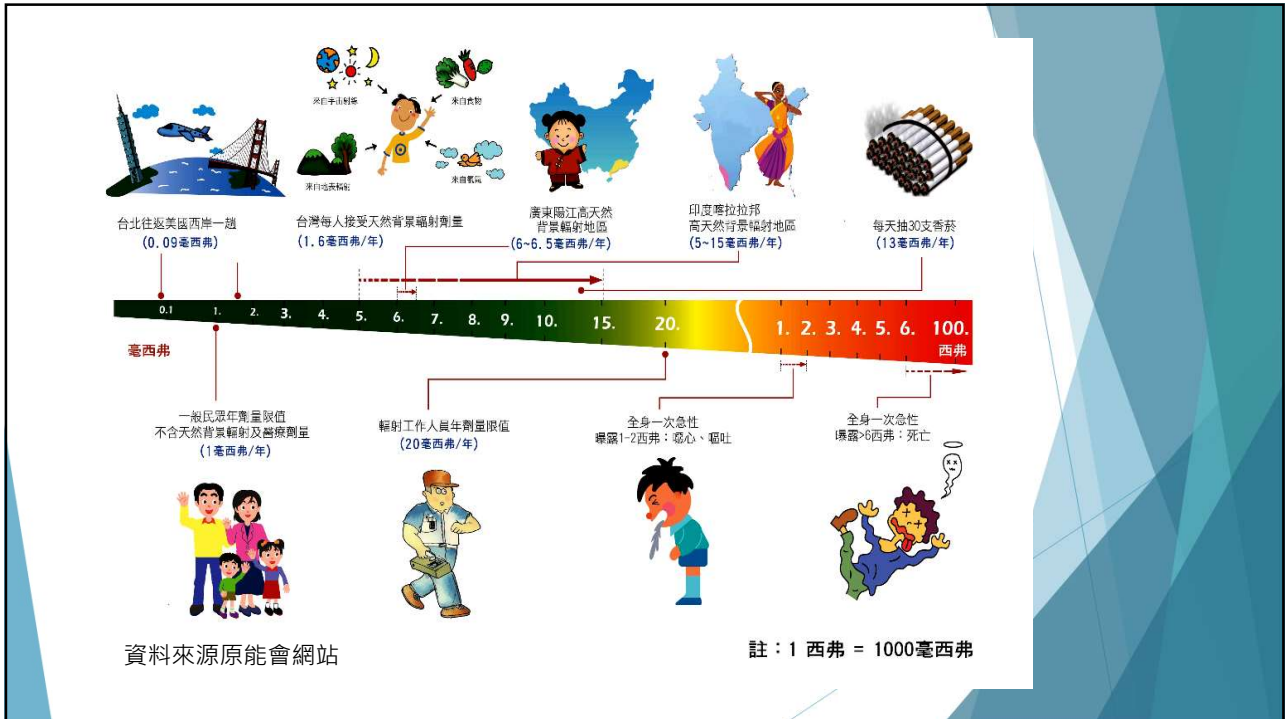 來自宇宙射線
來自食物
來自地表輻射
來自氡氣
台北往返美國西岸一趟
(0.09毫西弗)
台灣每人接受天然背景輻射劑量
(1.6毫西弗/年)
廣東陽江高天然
背景輻射地區
(6~6.5毫西弗/年)
印度喀拉拉邦
高天然背景輻射地區
(5~15毫西弗/年)
每天抽30支香菸
(13毫西弗/年)
0.1 1. 2. 3. 4. 5. 6. 7. 8. 9. 10. 15. 20. 1. 2. 3. 4. 5. 6. 100.
毫西弗
西弗
一般民眾年劑量限值
不含天然背景輻射及醫療劑量
(1毫西弗/年)
輻射工作人員年劑量限值
(20毫西弗/年)
全身一次急性
曝露1-2西弗：噁心、嘔吐
全身一次急性
曝露>6西弗：死亡
資料來源原能會網站
註：1 西弗 = 1000毫西弗